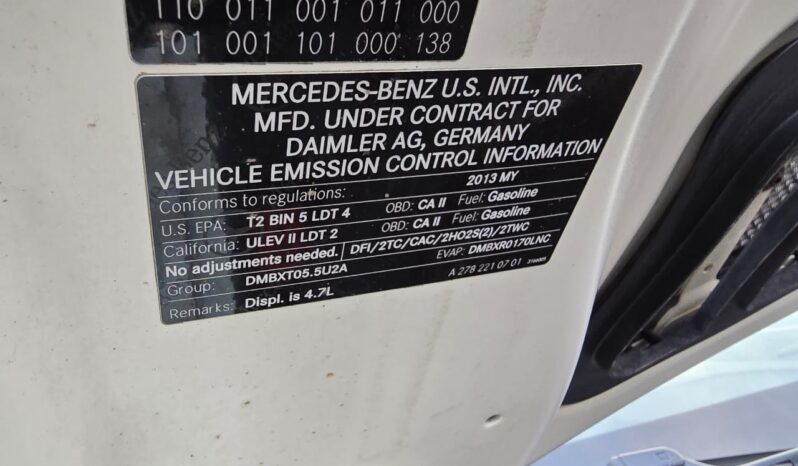 110 011 001 011 000
101 001 101 000 138
MERCEDES-BENZ U.S. INTL., INC.
MFD. UNDER CONTRACT FOR
DAIMLER AG, GERMANY
VEHICLE EMISSION CONTROL INFORMATION
Conforms to regulations: 2013 MY
U.S. EPA: T2 BIN 5 LDT 4 OBD: CA II Fuel: Gasoline
California: ULEV II LDT 2 OBD: CA II Fuel: Gasoline
No adjustments needed. DFI/2TC/CAC/2HO2S(2)/2TWC
Group: DMBXT05.5U2A EVAP: DMBXR0170LNC
Remarks: Displ. is 4.7L A 278 221 07 01